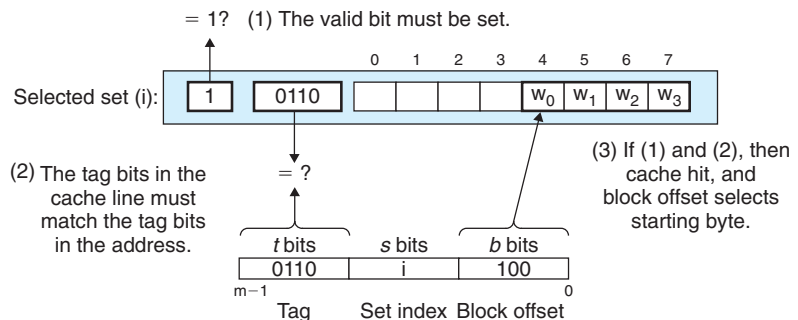 = 1? (1) The valid bit must be set.
0 1 2 3 4 5 6 7
Selected set (i): 1 0110 w0 w1 w2 w3
(2) The tag bits in the
cache line must
match the tag bits
in the address.
= ?
(3) If (1) and (2), then
cache hit, and
block offset selects
starting byte.
t bits s bits b bits
0110 i 100
m−1 0
Tag Set index Block offset